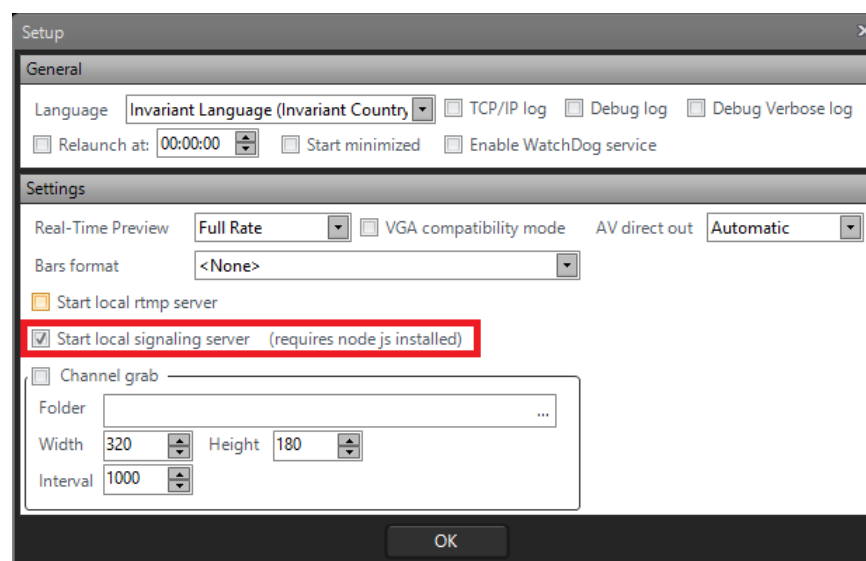 Setup
General
Language Invariant Language (Invariant Country TCP/IP log Debug log Debug Verbose log
Relaunch at: 00:00:00 Start minimized Enable WatchDog service
Settings
Real-Time Preview Full Rate VGA compatibility mode AV direct out Automatic
Bars format <None>
Start local rtmp server
Start local signaling server (requires node js installed)
Channel grab
Folder ...
Width 320 Height 180
Interval 1000
OK